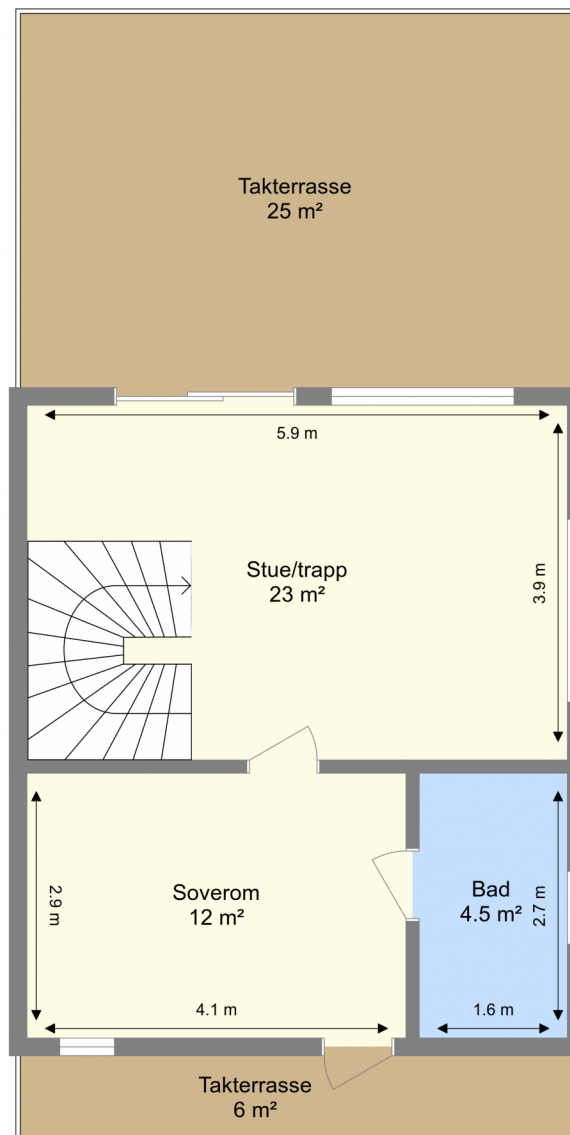 Takterrasse
25 m²
5.9 m
Stue/trapp
23 m²
3.9 m
Soverom
12 m²
2.9 m
4.1 m
Bad
4.5 m²
2.7 m
1.6 m
Takterrasse
6 m²